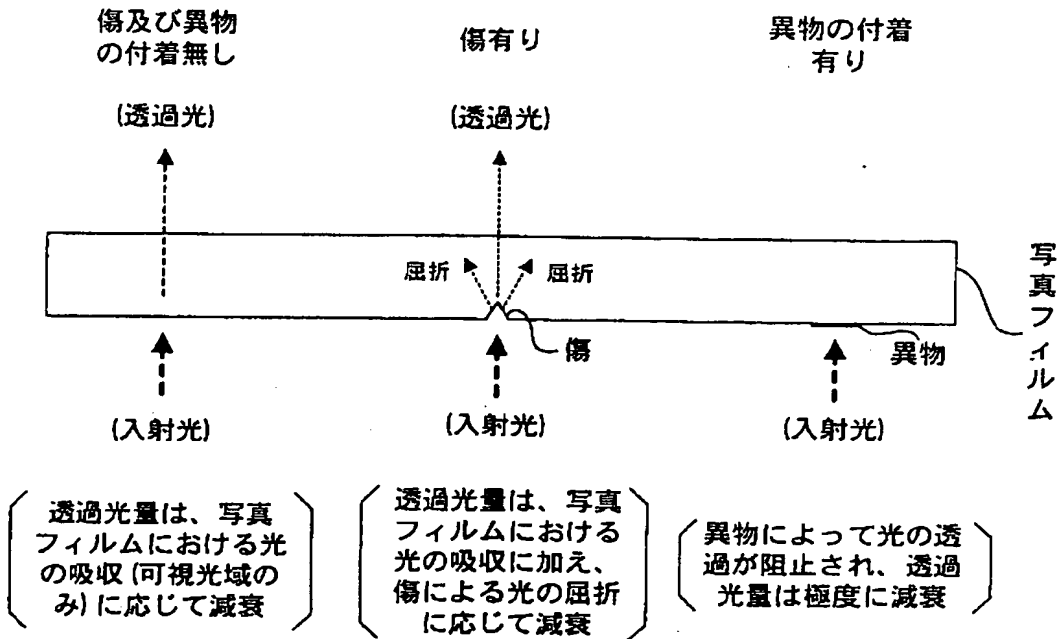 傷及び異物
の付着無し
傷有り
異物の付着
有り
(透過光)
(透過光)
屈折
屈折
写真フィルム
傷
異物
(入射光)
(入射光)
(入射光)
透過光量は、写真
フィルムにおける光
の吸収(可視光域の
み)に応じて減衰
透過光量は、写真
フィルムにおける
光の吸収に加え、
傷による光の屈折
に応じて減衰
異物によって光の透
過が阻止され、透過
光量は極度に減衰